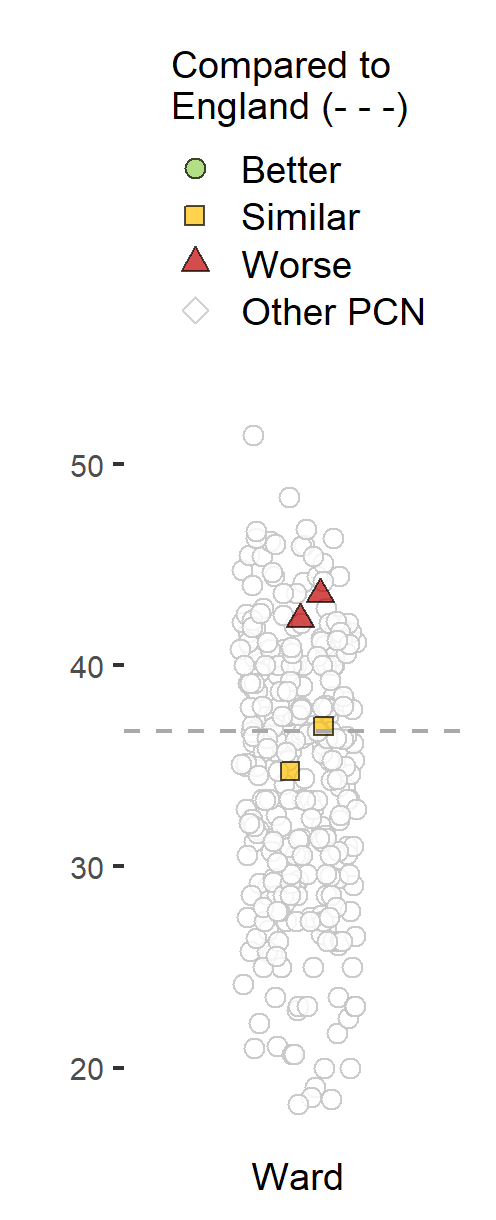 Compared to
England (- - -)
Better
Similar
Worse
Other PCN
50
40
30
20
Ward